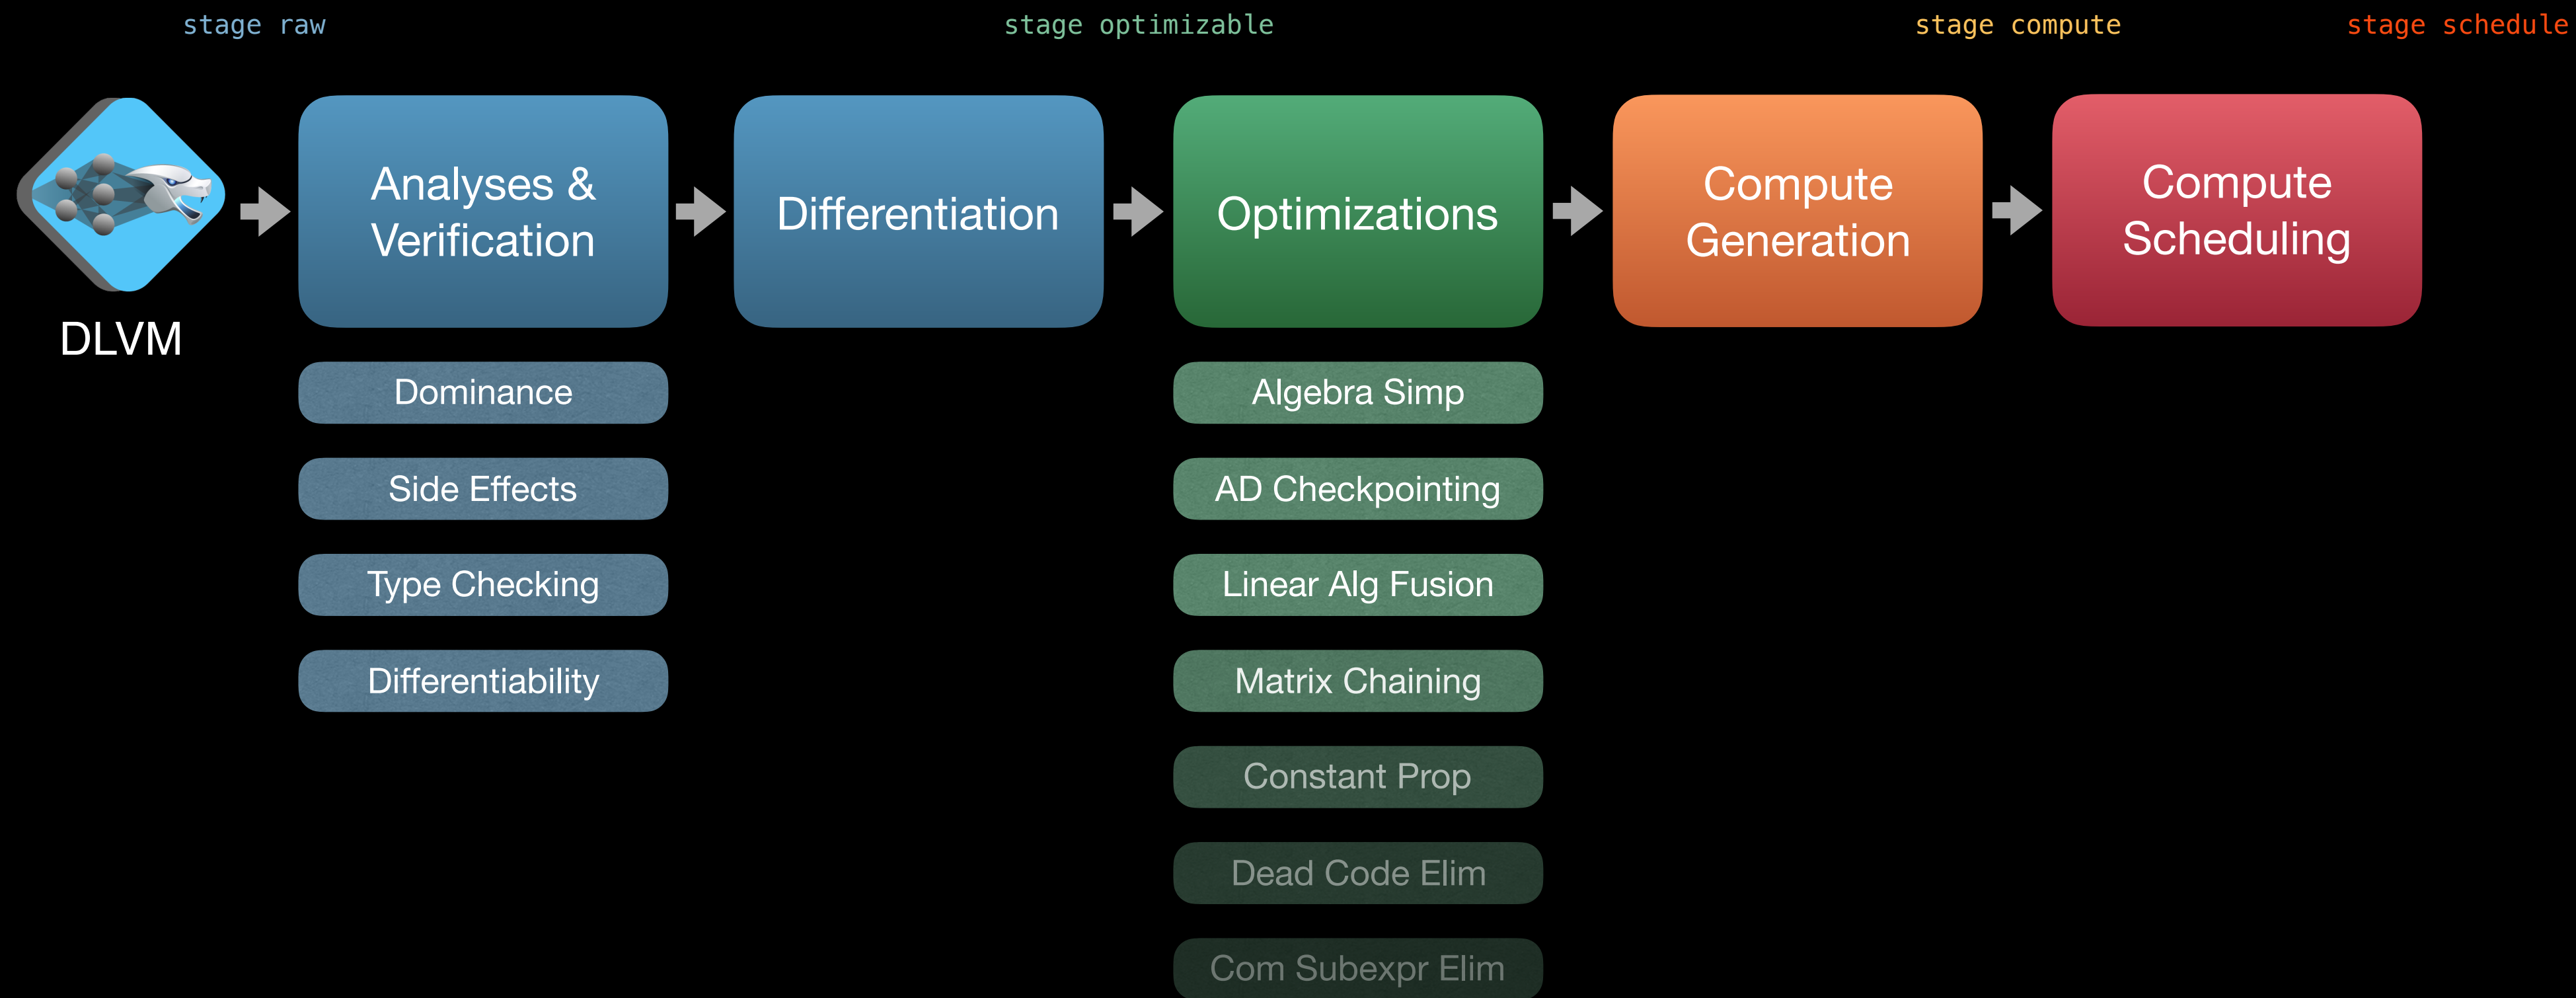 stage raw
stage optimizable
stage compute
stage schedule
DLVM
Analyses &
Verification
Differentiation
Optimizations
Compute
Generation
Compute
Scheduling
Dominance
Side Effects
Type Checking
Differentiability
Algebra Simp
AD Checkpointing
Linear Alg Fusion
Matrix Chaining
Constant Prop
Dead Code Elim
Com Subexpr Elim